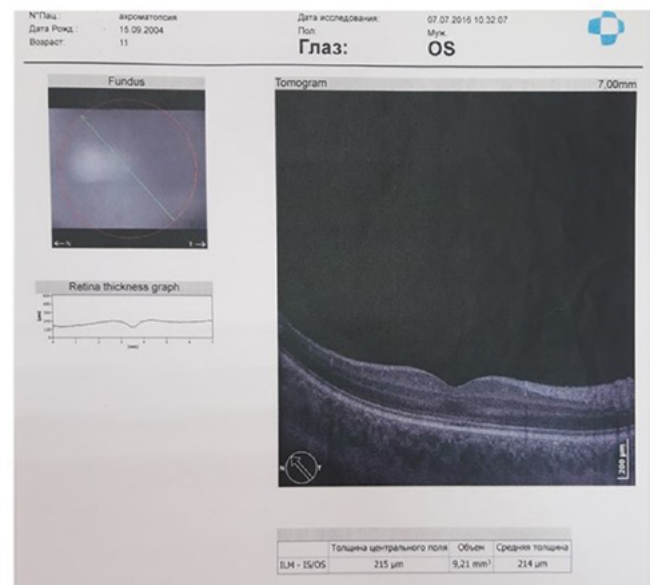 N°Пац.: ахроматопсия
Дата Рожд.: 15.09.2004
Возраст: 11
Дата исследования: 07.07.2016 10:32:07
Пол: Муж.
Глаз: OS
Fundus
Tomogram 7,00mm
N T
Retina thickness graph
200 µm
N T
Толщина центрального поля Объем Средняя толщина
ILM - IS/OS 215 µm 9,21 mm³ 214 µm